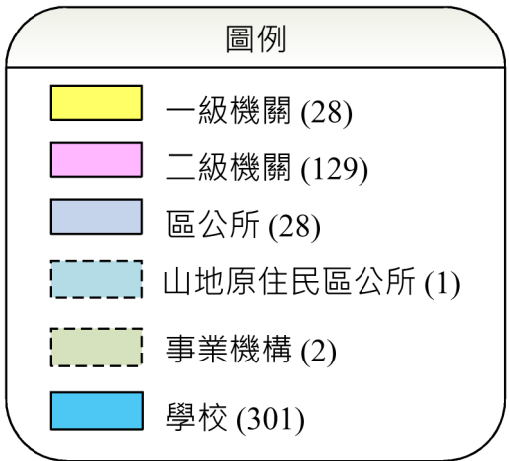 圖例
一級機關 (28)
二級機關 (129)
區公所 (28)
山地原住民區公所 (1)
事業機構 (2)
學校 (301)